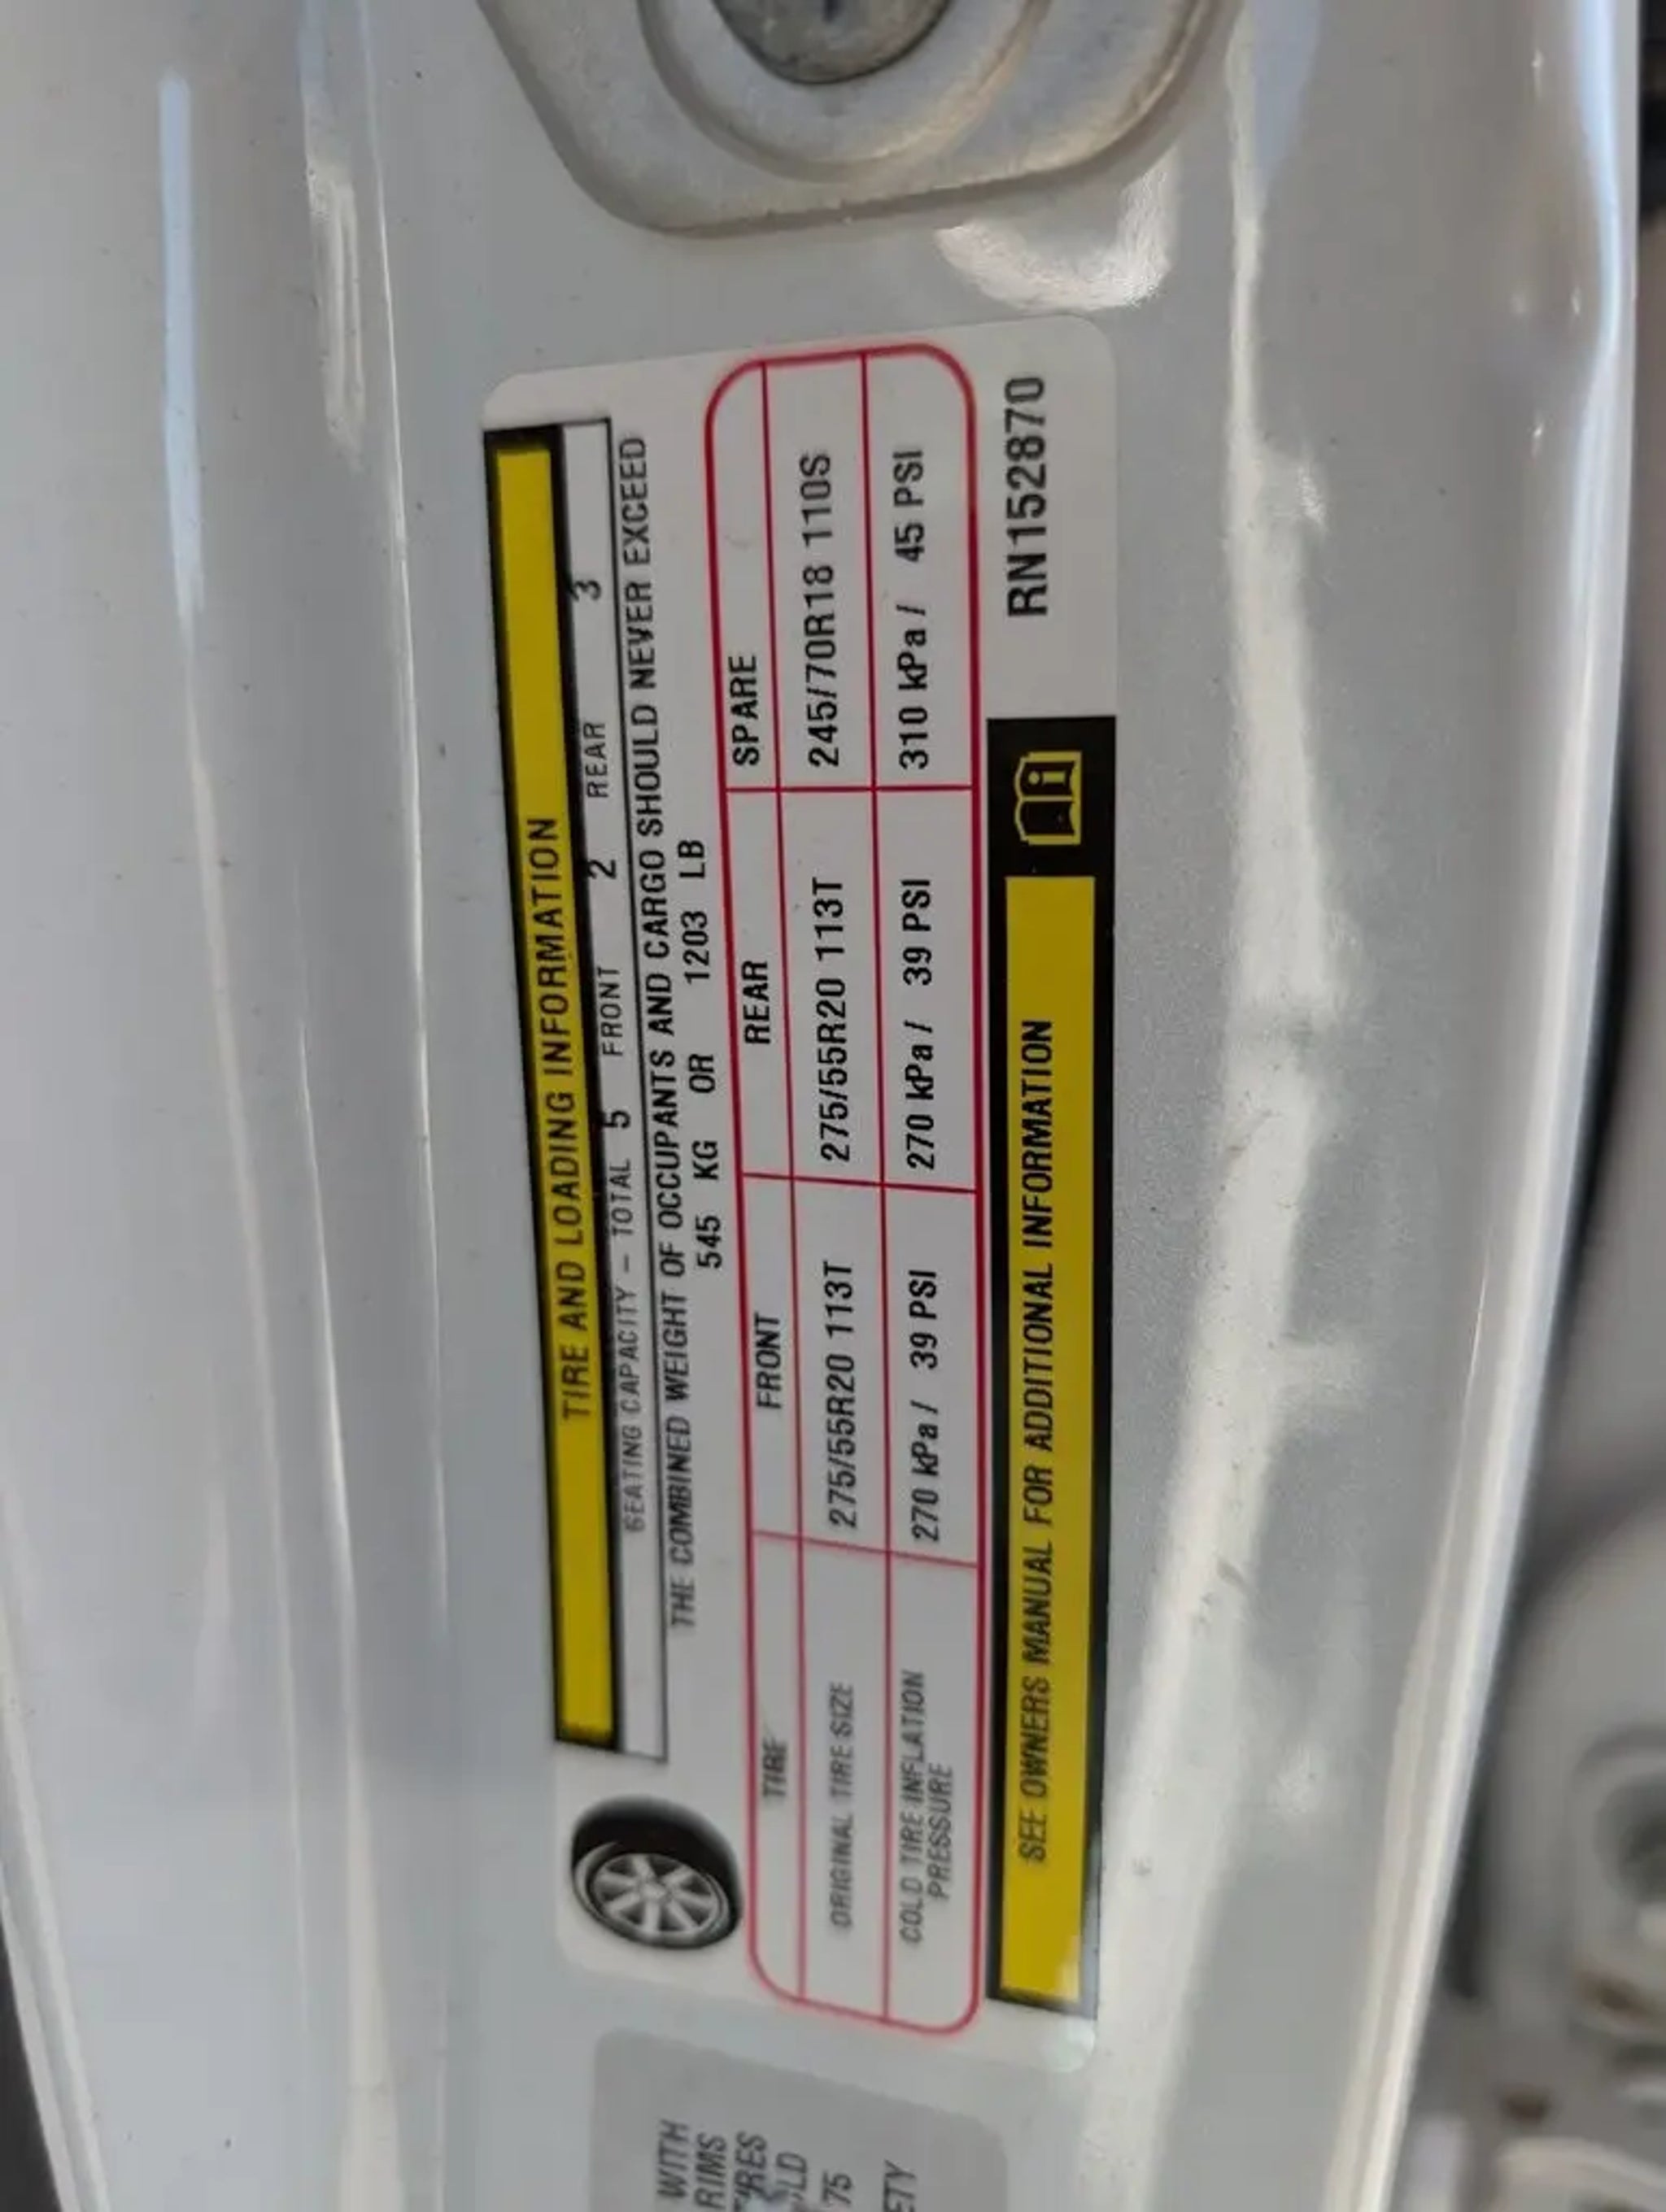 TIRE AND LOADING INFORMATION
SEATING CAPACITY – TOTAL 5 FRONT 2 REAR 3
THE COMBINED WEIGHT OF OCCUPANTS AND CARGO SHOULD NEVER EXCEED
545 KG OR 1203 LB
TIRE FRONT REAR SPARE
ORIGINAL TIRE SIZE 275/55R20 113T 275/55R20 113T 245/70R18 110S
COLD TIRE INFLATION 270 kPa / 39 PSI 270 kPa / 39 PSI 310 kPa / 45 PSI
PRESSURE
SEE OWNERS MANUAL FOR ADDITIONAL INFORMATION
RN152870
WITH
RIMS
75